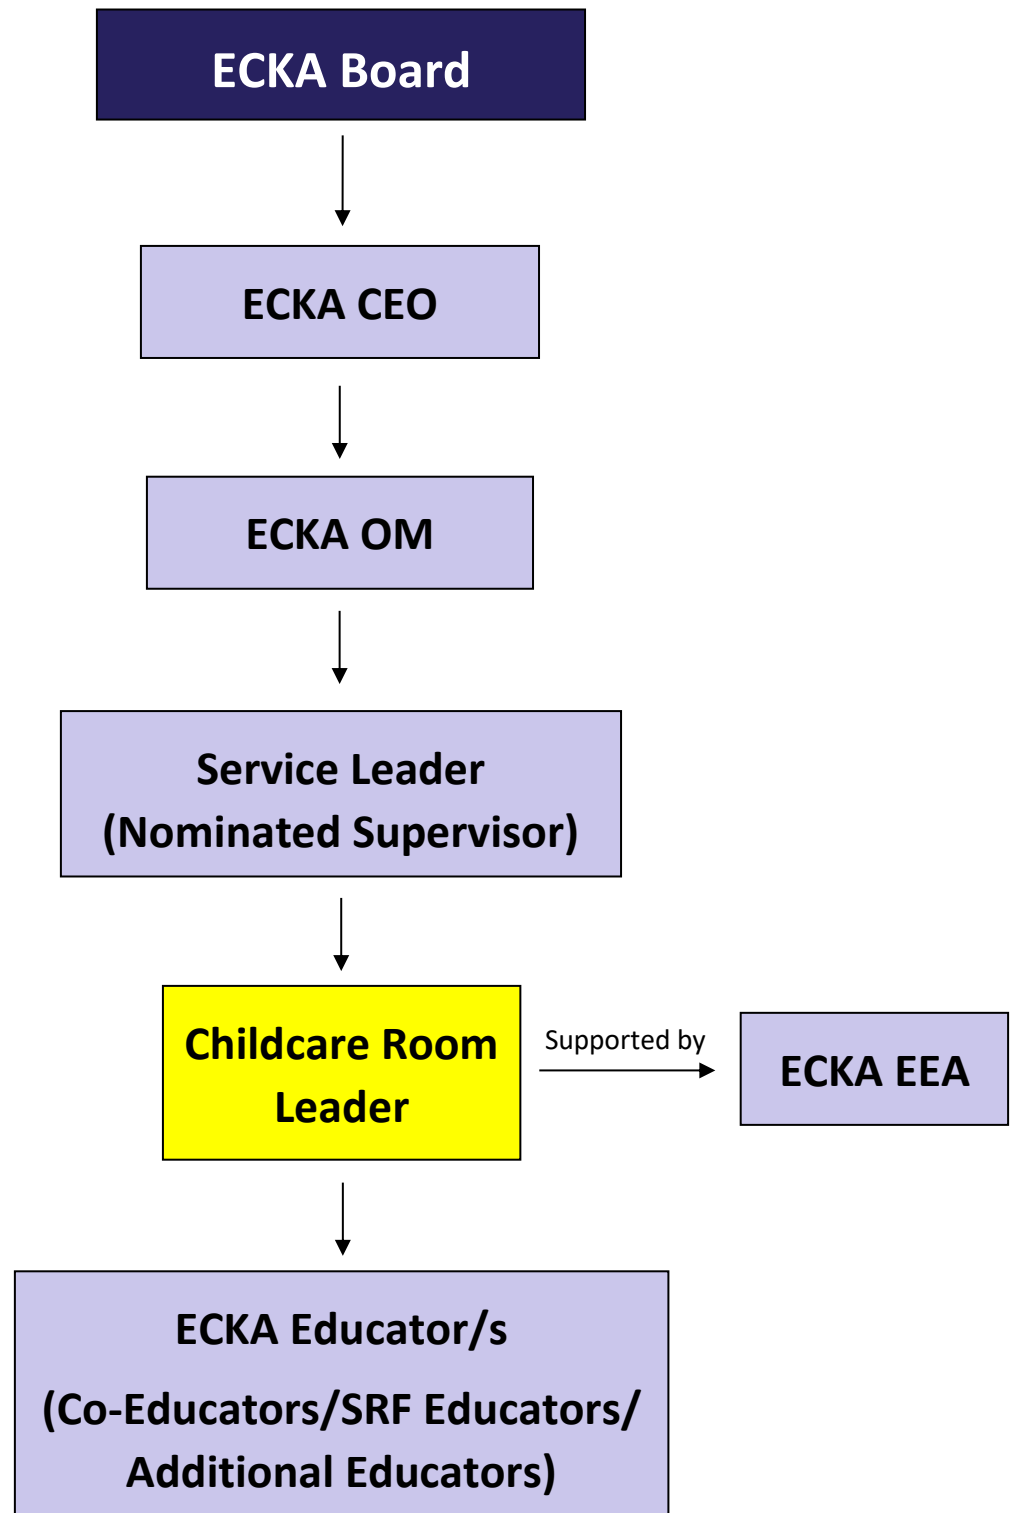 ECKA Board
ECKA CEO
ECKA OM
Service Leader
(Nominated Supervisor)
Childcare Room
Leader
Supported by
ECKA EEA
ECKA Educator/s
(Co-Educators/SRF Educators/
Additional Educators)